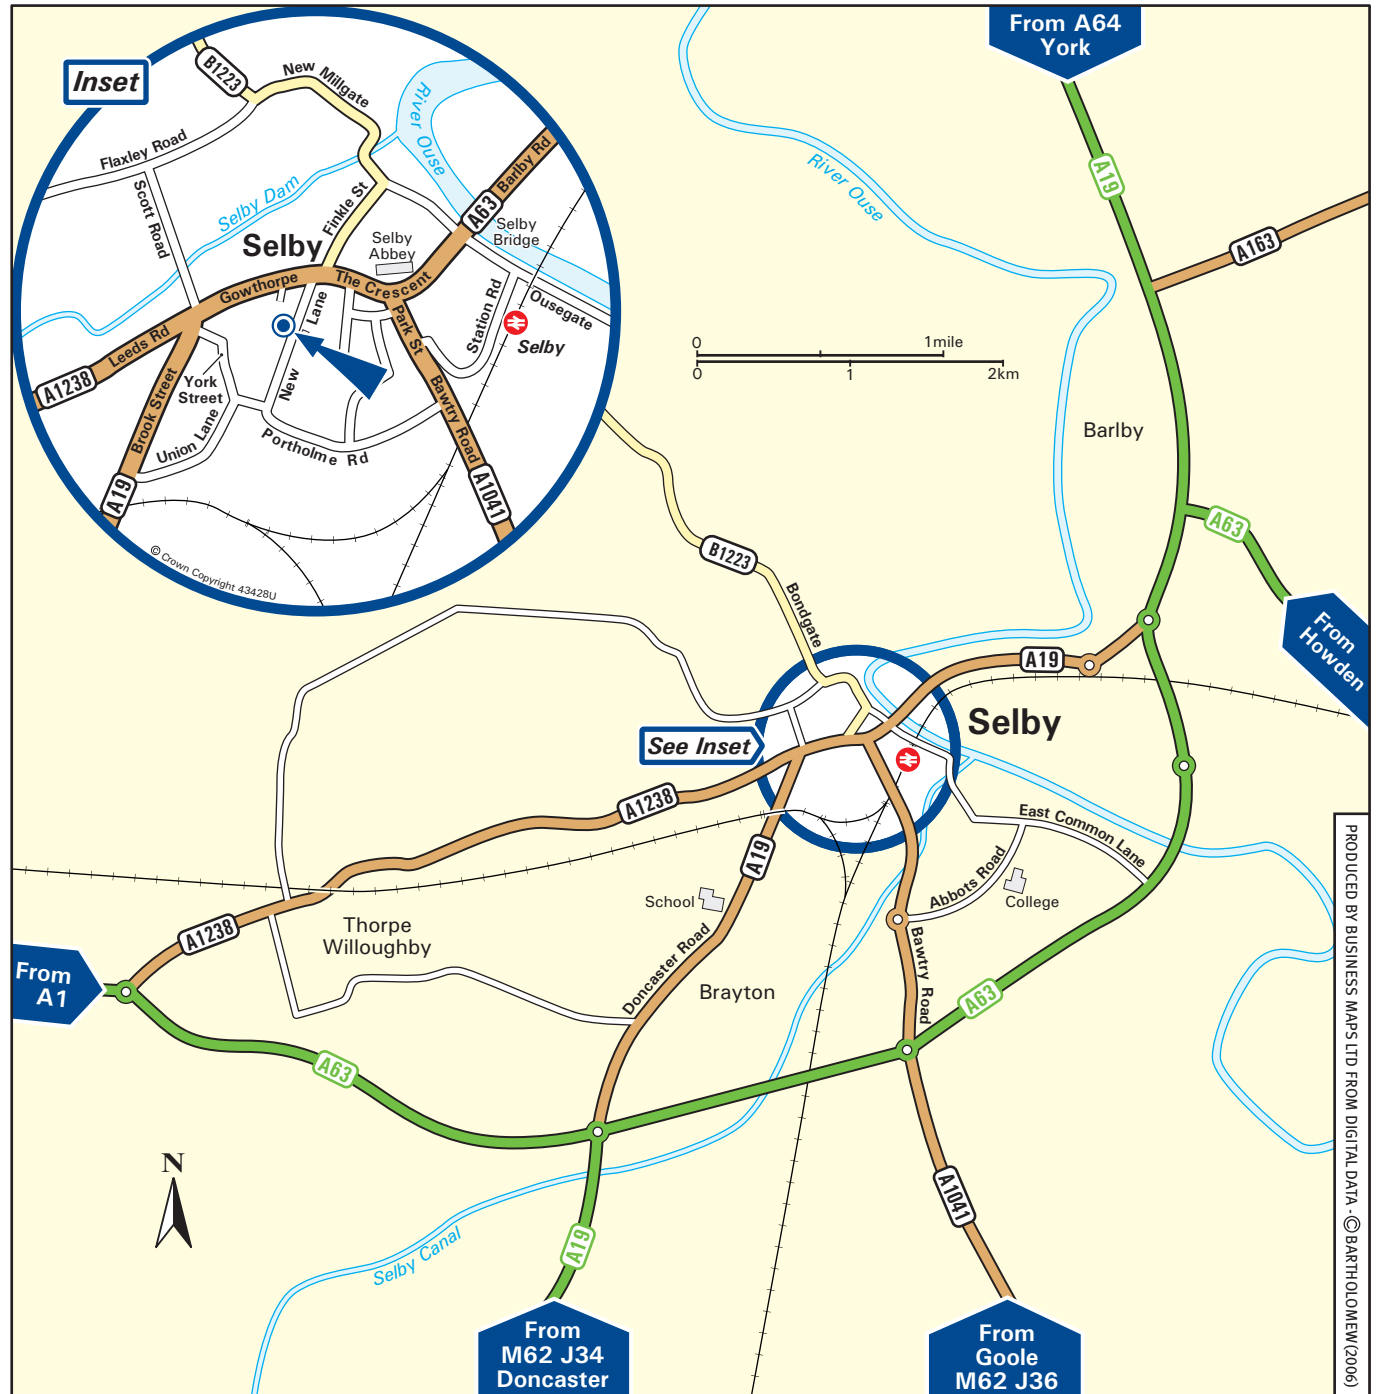 From A64
York
Inset
B1223
New Millgate
River Ouse
Flaxley Road
Scott Road
Selby Dam
Finkle St
Barlby Rd
A63
Selby
Selby
Abbey
Selby
Bridge
Gowthorpe
The Crescent
Leeds Rd
A1238
New Lane
Park St
Station Rd
Ousegate
Selby
York
Street
Brook Street
Union Lane
Portholme Rd
Bawtry Road
A19
A1041
© Crown Copyright 43428U
River Ouse
A19
A163
0
1mile
0
1
2km
Barlby
A63
From
Howden
B1223
Bondgate
A19
Selby
See Inset
A1238
East Common Lane
A19
Abbots Road
College
School
A1238
Thorpe
Willoughby
Doncaster Road
Bawtry Road
From
A1
Brayton
A63
A63
N
A1041
A19
Selby Canal
From
M62 J34
Doncaster
From
Goole
M62 J36
PRODUCED BY BUSINESS MAPS LTD FROM DIGITAL DATA - © BARTHOLOMEW(2006)